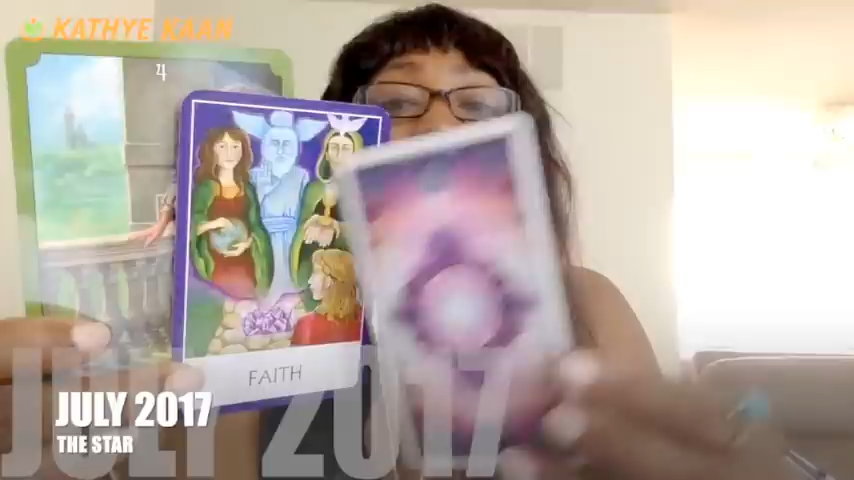 KATHYE KAAN
4
FAITH
JULY 2017
JULY 2017
THE STAR